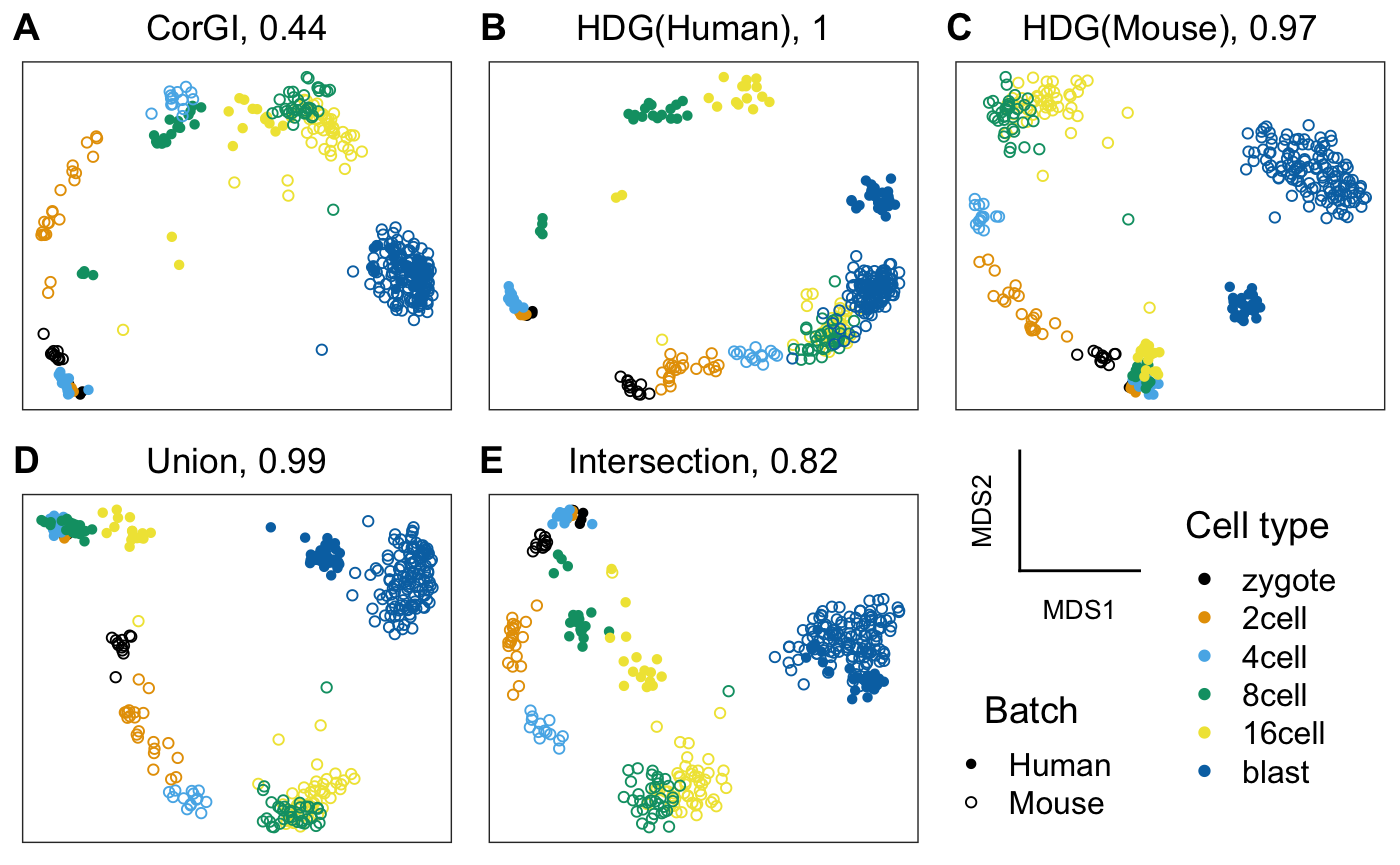 A CorGI, 0.44
B HDG(Human), 1
C HDG(Mouse), 0.97
D Union, 0.99
E Intersection, 0.82
MDS2
MDS1
Cell type
zygote
2cell
4cell
8cell
16cell
blast
Batch
Human
Mouse